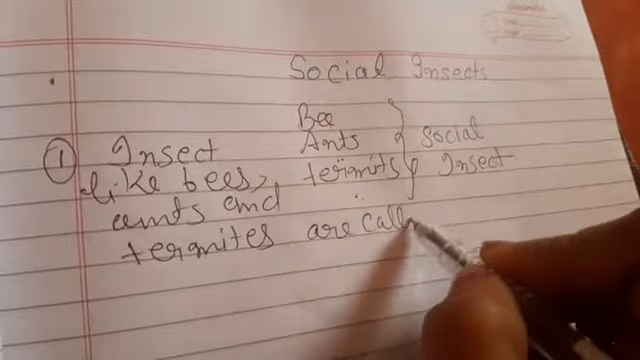 Social Insects
Bee
Ants
termits
Social
Insect
① Insect
like bees,
ants and
termites are call